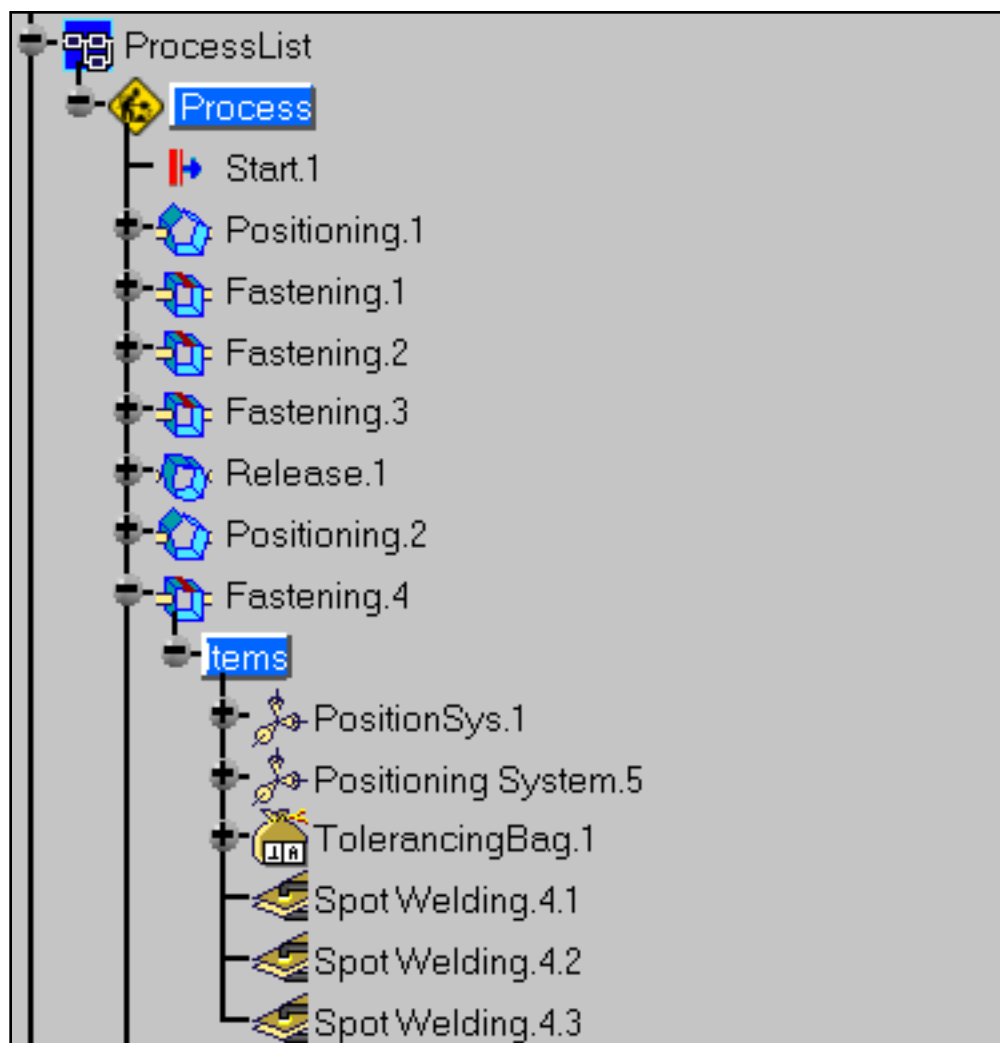 ProcessList
Process
Start.1
Positioning.1
Fastening.1
Fastening.2
Fastening.3
Release.1
Positioning.2
Fastening.4
Items
PositionSys.1
Positioning System.5
TolerancingBag.1
Spot Welding.4.1
Spot Welding.4.2
Spot Welding.4.3